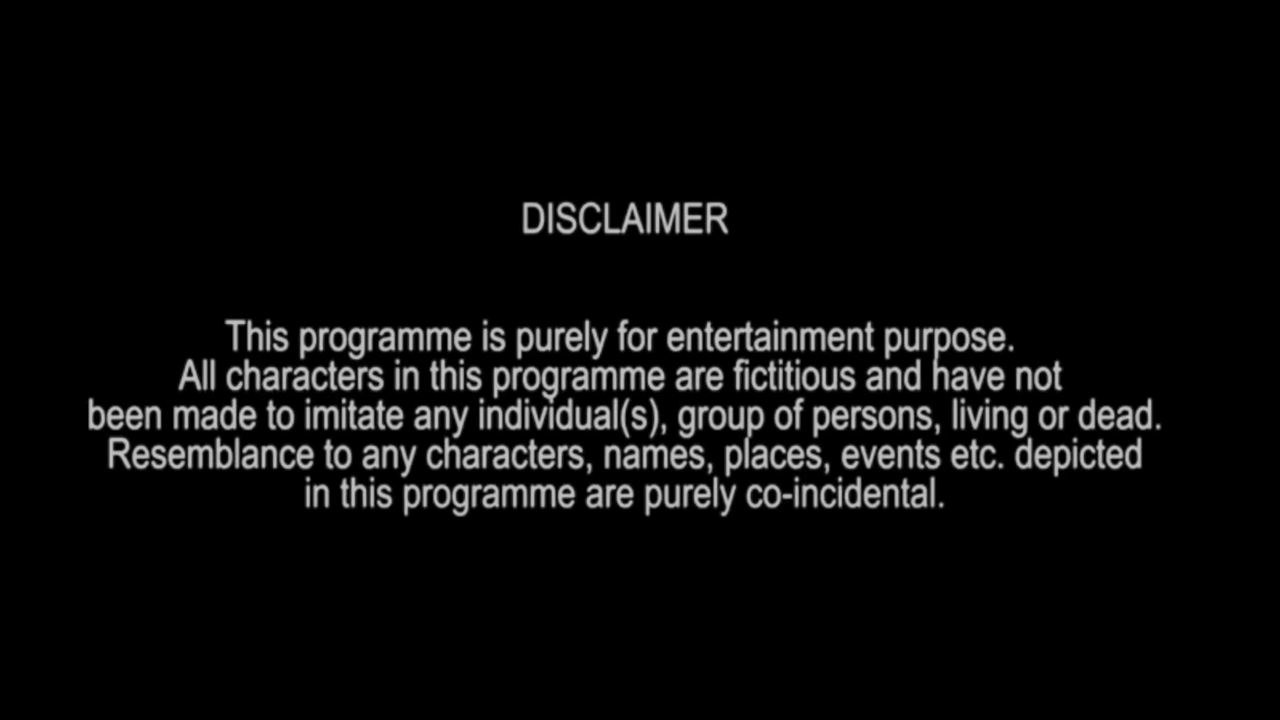 DISCLAIMER
This programme is purely for entertainment purpose.
All characters in this programme are fictitious and have not
been made to imitate any individual(s), group of persons, living or dead.
Resemblance to any characters, names, places, events etc. depicted
in this programme are purely co-incidental.